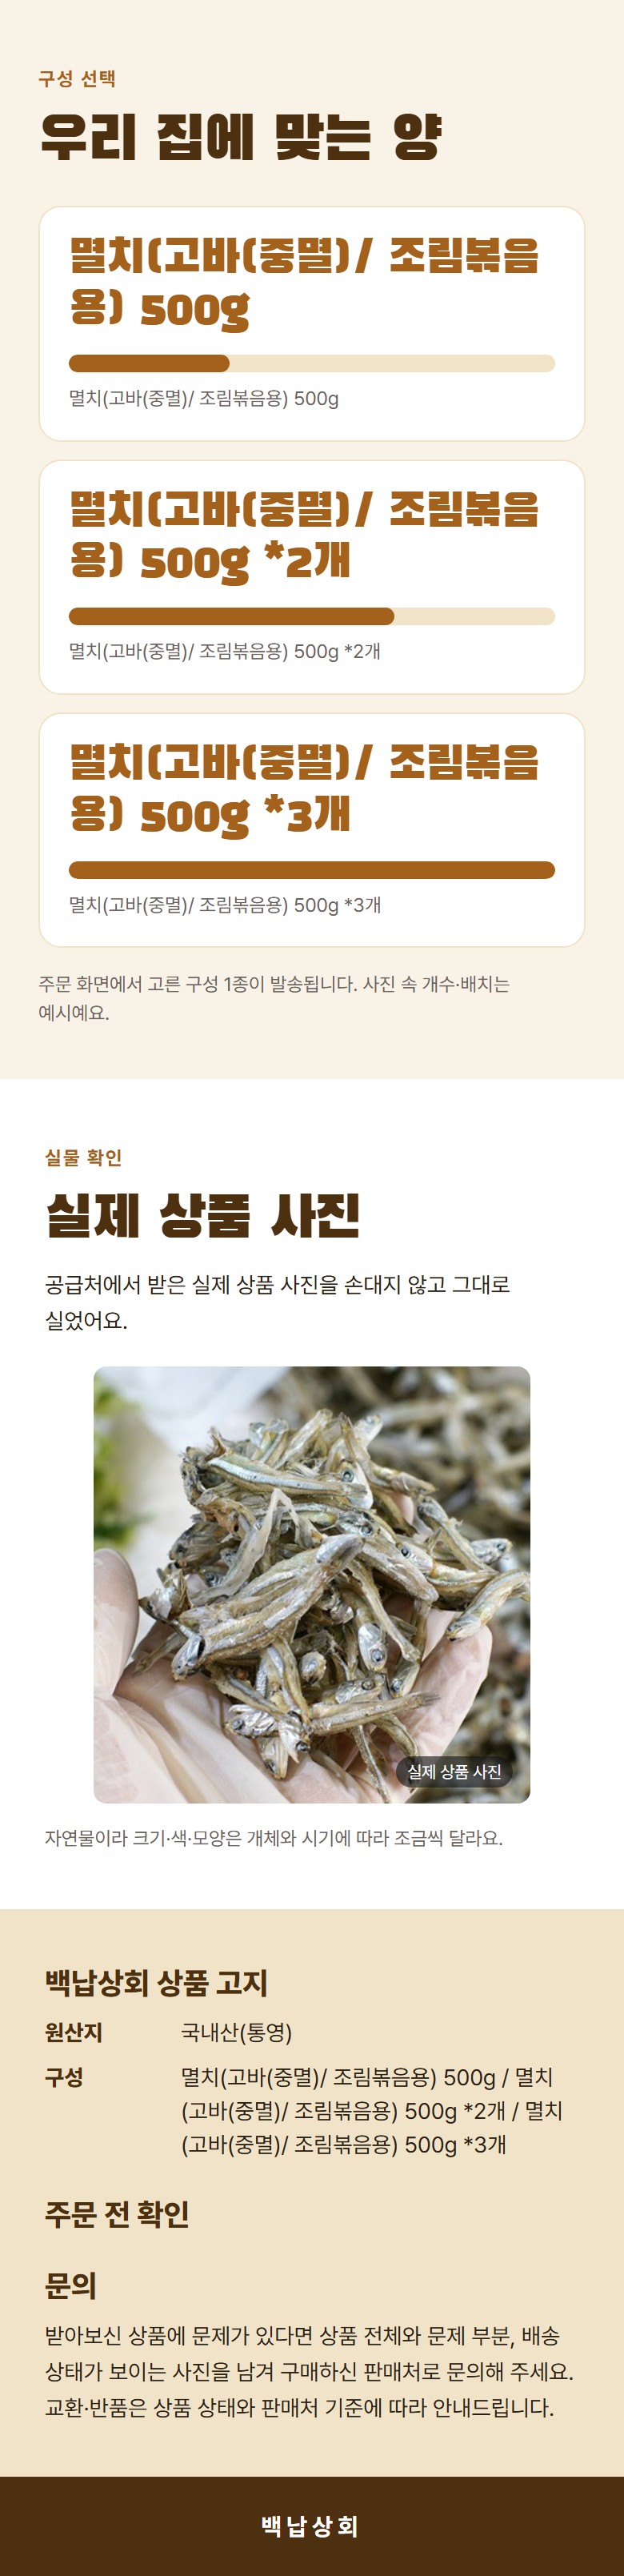 구성 선택
우리 집에 맞는 양
멸치(고바(중멸)/ 조림볶음
용) 500g
멸치(고바(중멸)/ 조림볶음용) 500g
멸치(고바(중멸)/ 조림볶음
용) 500g *2개
멸치(고바(중멸)/ 조림볶음용) 500g *2개
멸치(고바(중멸)/ 조림볶음
용) 500g *3개
멸치(고바(중멸)/ 조림볶음용) 500g *3개
주문 화면에서 고른 구성 1종이 발송됩니다. 사진 속 개수·배치는
예시예요.
실물 확인
실제 상품 사진
공급처에서 받은 실제 상품 사진을 손대지 않고 그대로
실었어요.
실제 상품 사진
자연물이라 크기·색·모양은 개체와 시기에 따라 조금씩 달라요.
백납상회 상품 고지
원산지 국내산(통영)
구성 멸치(고바(중멸)/ 조림볶음용) 500g / 멸치
(고바(중멸)/ 조림볶음용) 500g *2개 / 멸치
(고바(중멸)/ 조림볶음용) 500g *3개
주문 전 확인
문의
받아보신 상품에 문제가 있다면 상품 전체와 문제 부분, 배송
상태가 보이는 사진을 남겨 구매하신 판매처로 문의해 주세요.
교환·반품은 상품 상태와 판매처 기준에 따라 안내드립니다.
백납상회